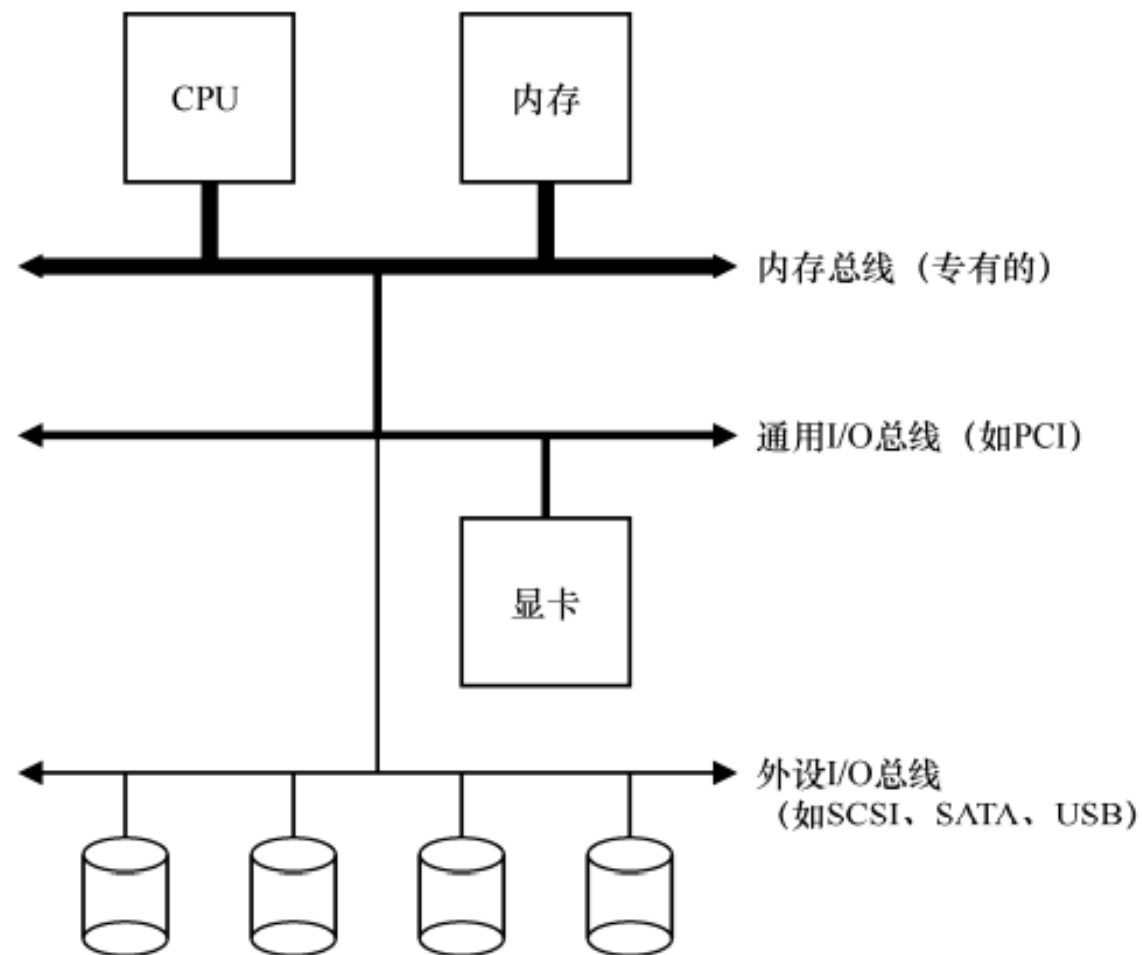 CPU
内存
内存总线（专有的）
通用I/O总线（如PCI）
显卡
外设I/O总线
（如SCSI、SATA、USB）